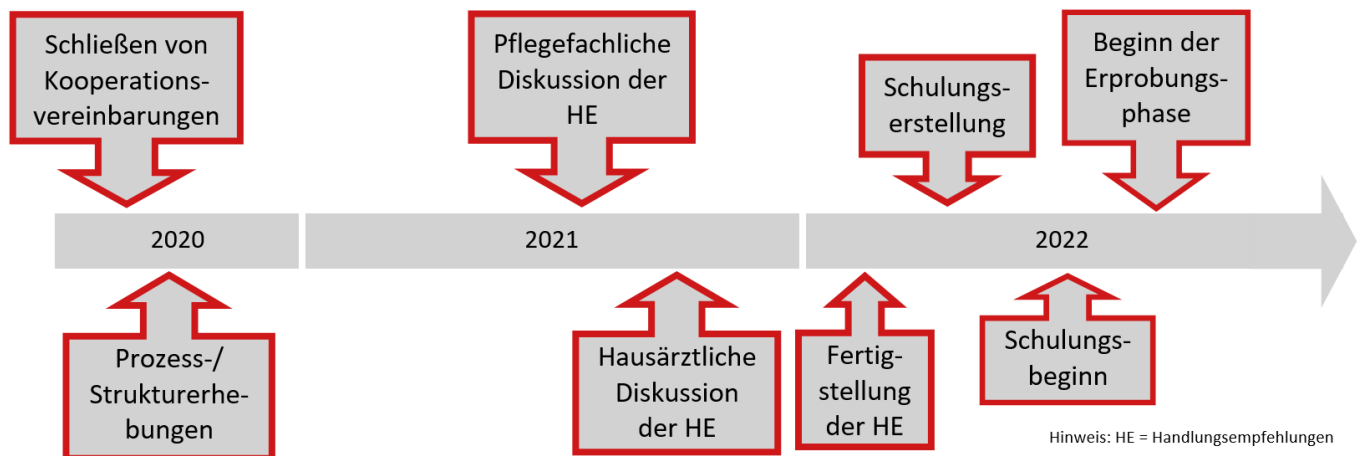 Schließen von
Kooperations-
vereinbarungen
Pflegefachliche
Diskussion der
HE
Schulungs-
erstellung
Beginn der
Erprobungs-
phase
2020
2021
2022
Prozess-/
Strukturerhe-
bungen
Hausärztliche
Diskussion
der HE
Fertig-
stellung
der HE
Schulungs-
beginn
Hinweis: HE = Handlungsempfehlungen